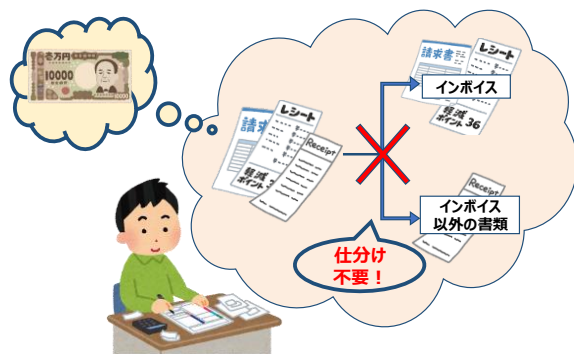 壱万円
10000
レシート
請求書
軽減
ポイント
Receipt
請求書
レシート
インボイス
軽減
ポイント 36
Receipt
インボイス
以外の書類
仕分け
不要！